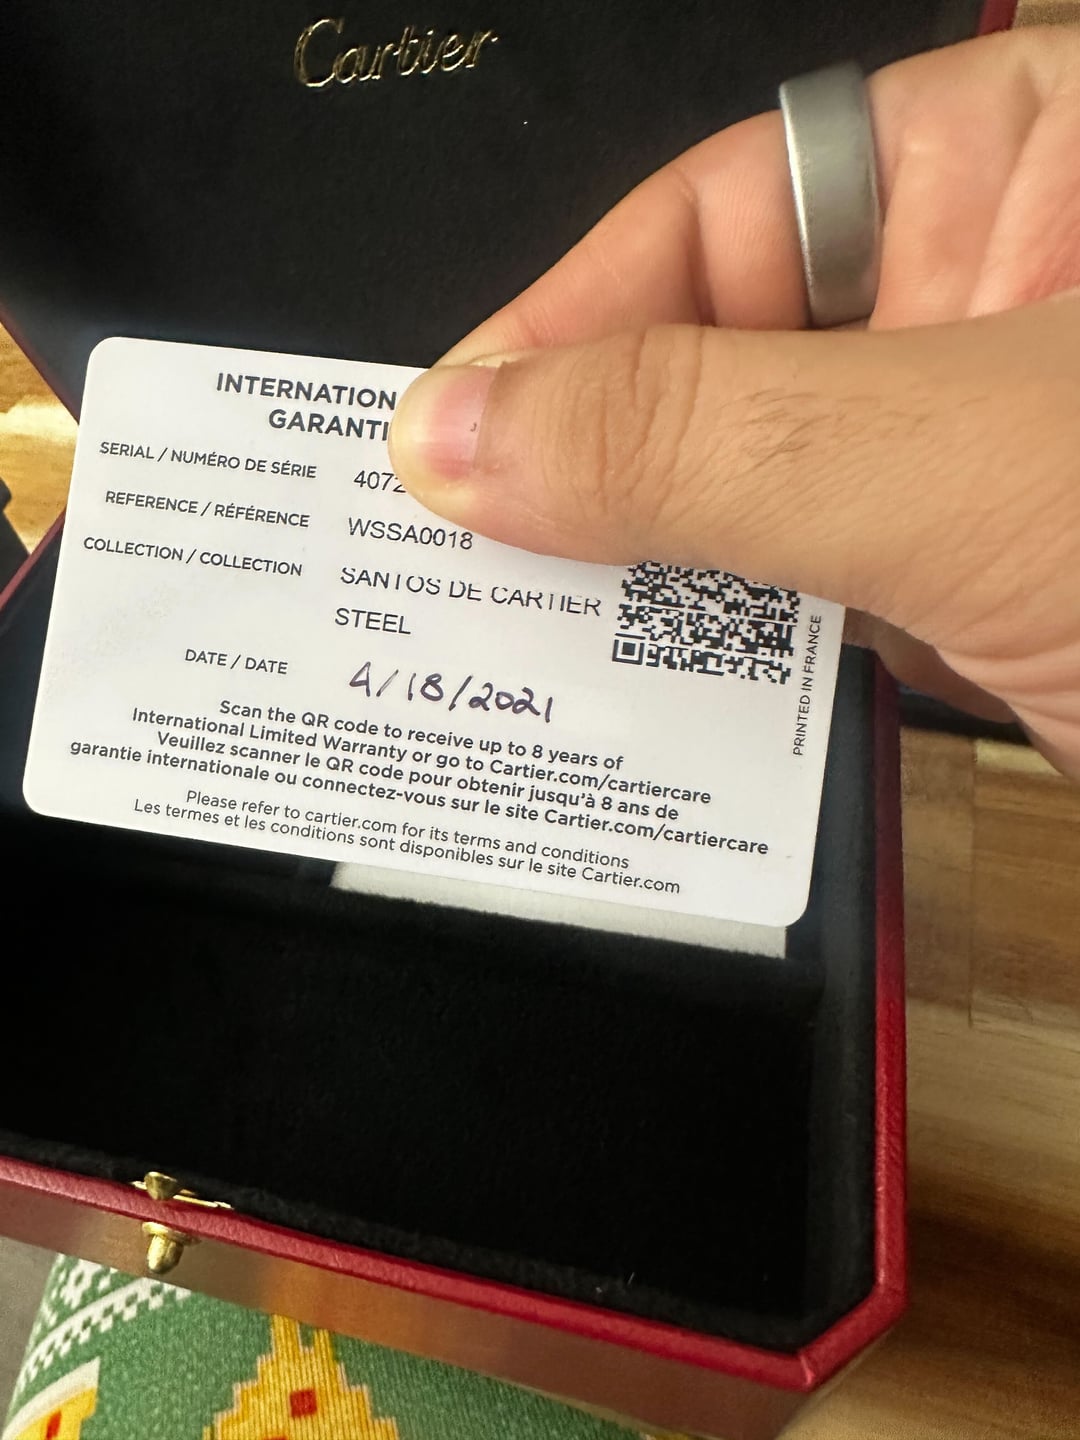 Cartier
INTERNATION
GARANTI
SERIAL / NUMÉRO DE SÉRIE 4072
REFERENCE / RÉFÉRENCE WSSA0018
COLLECTION / COLLECTION SANTOS DE CARTIER
STEEL
DATE / DATE 4/18/2021
Scan the QR code to receive up to 8 years of
International Limited Warranty or go to Cartier.com/cartiercare
Veuillez scanner le QR code pour obtenir jusqu'à 8 ans de
garantie internationale ou connectez-vous sur le site Cartier.com/cartiercare
Please refer to cartier.com for its terms and conditions
Les termes et les conditions sont disponibles sur le site Cartier.com
PRINTED IN FRANCE